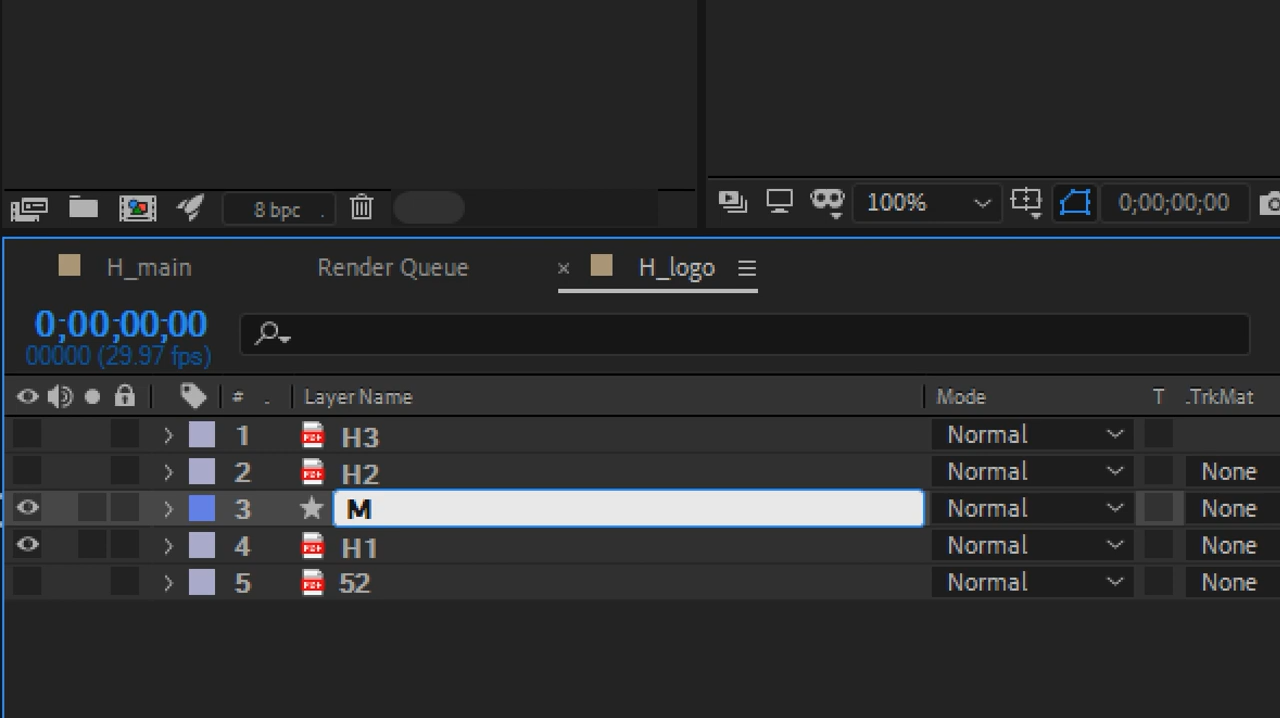 8 bpc
100%
0;00;00;00
H_main
Render Queue
× H_logo
0;00;00;00
00000 (29.97 fps)
# . Layer Name Mode T .TrkMat
1 H3 Normal
2 H2 Normal None
3 M Normal None
4 H1 Normal None
5 52 Normal None